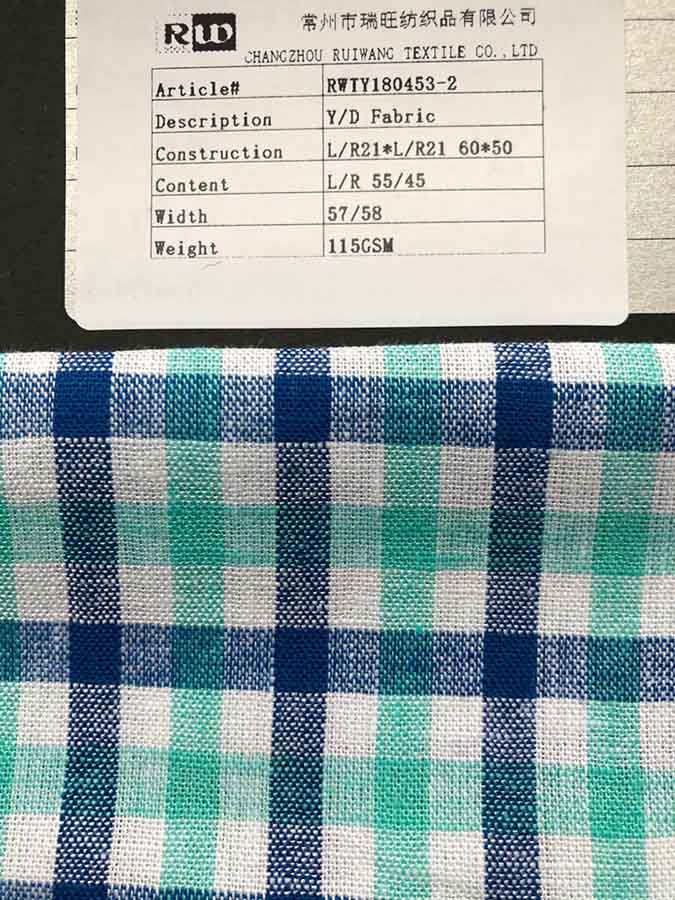 RW 常州市瑞旺纺织品有限公司
CHANGZHOU RUIWANG TEXTILE CO.,LTD
Article# RWTY180453-2
Description Y/D Fabric
Construction L/R21*L/R21 60*50
Content L/R 55/45
Width 57/58
Weight 115GSM